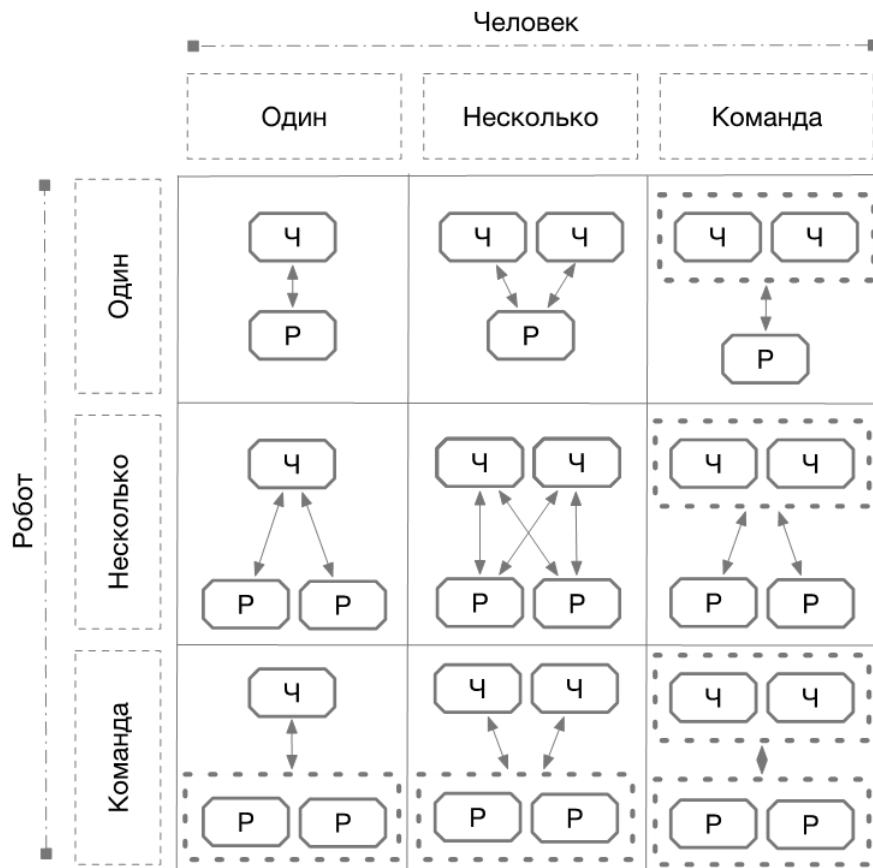 Человек
Один Несколько Команда
Робот
Один
Ч Ч Ч Ч Ч
Р Р Р
Несколько
Ч Ч Ч Ч Ч
Р Р Р Р Р Р
Команда
Ч Ч Ч Ч Ч
Р Р Р Р Р Р